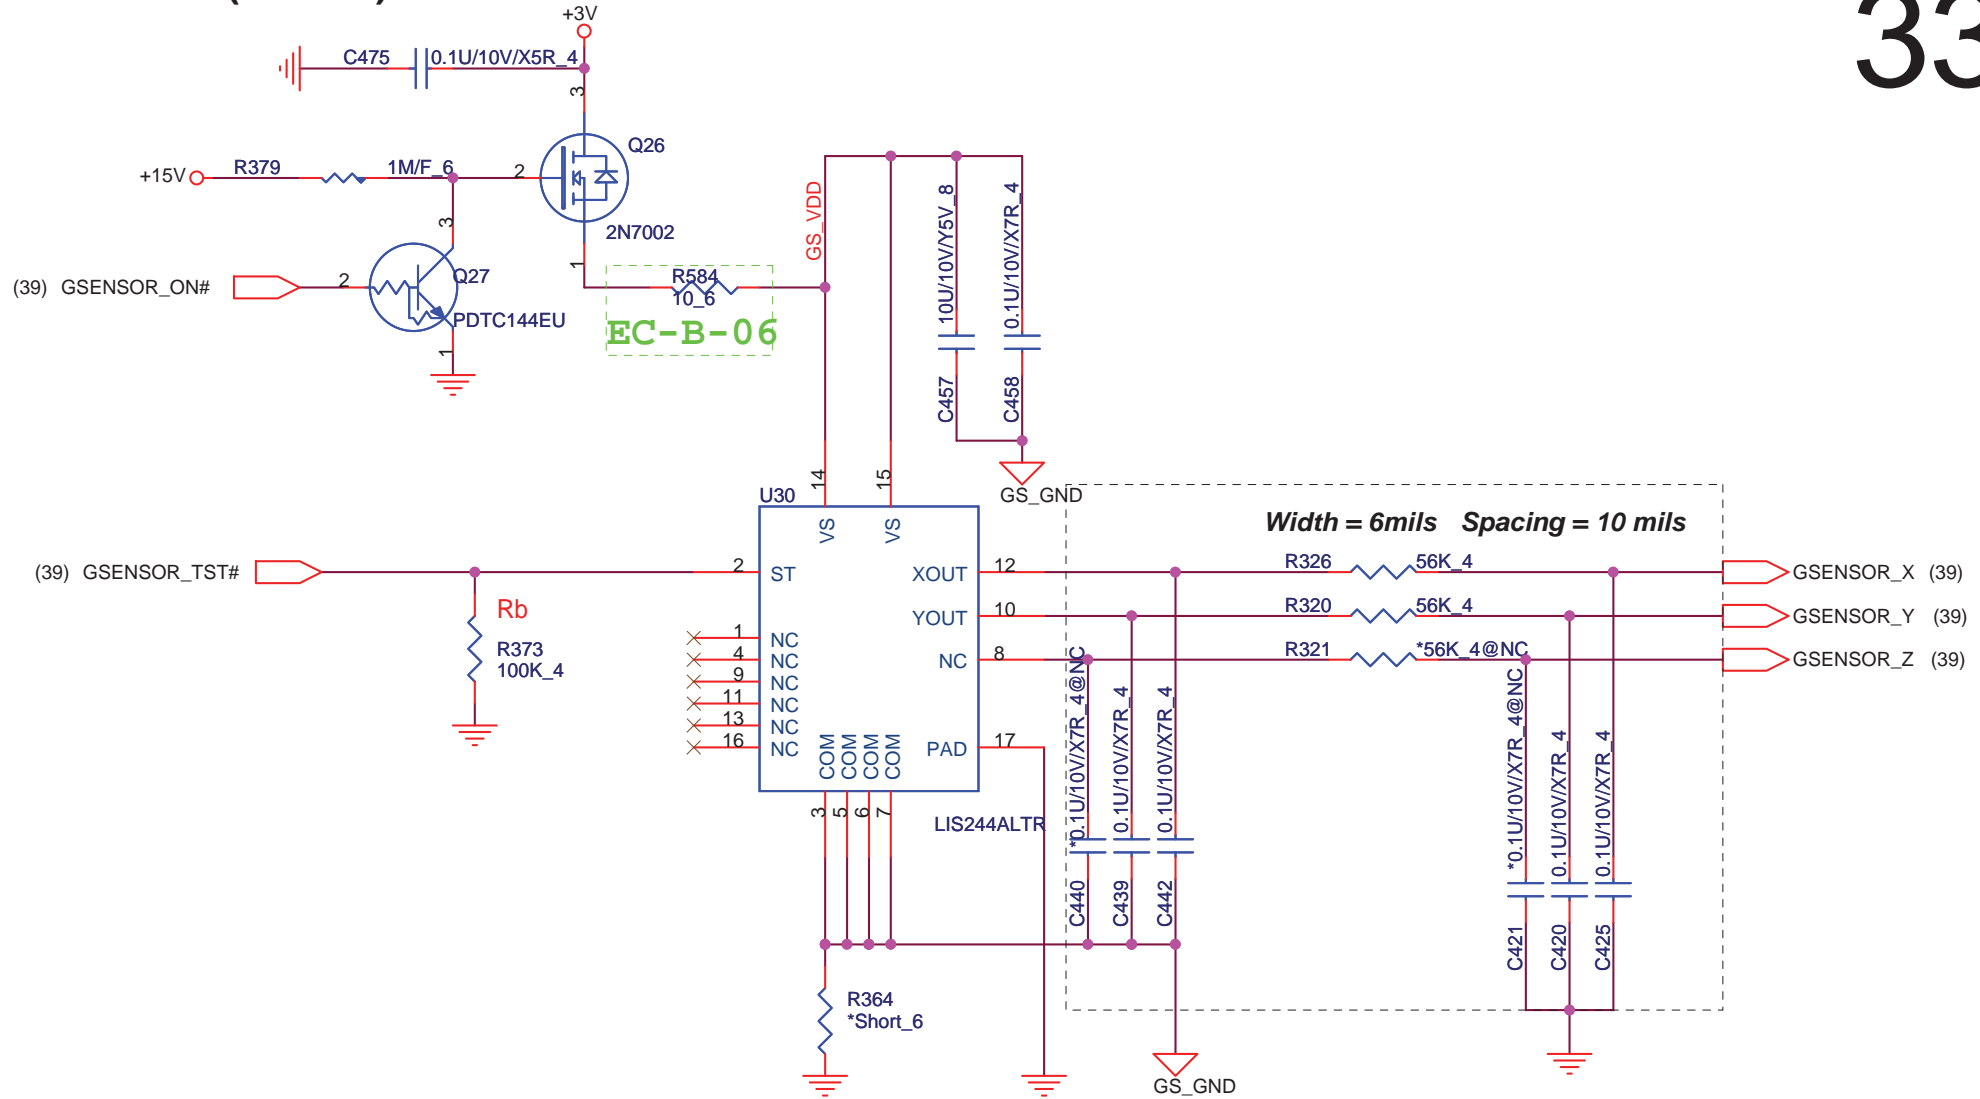 33
+3V
C475
0.1U/10V/X5R_4
3
Q26
+15V
R379
1M/F_6
2
2N7002
1
3
(39) GSENSOR_ON#
2
Q27
PDTC144EU
1
R584
10_6
EC-B-06
GS_VDD
10U/10V/Y5V_8
0.1U/10V/X7R_4
C457
C458
GS_GND
14
15
U30
VS
VS
Width = 6mils Spacing = 10 mils
(39) GSENSOR_TST#
2
ST
XOUT
12
R326
56K_4
GSENSOR_X (39)
YOUT
10
R320
56K_4
GSENSOR_Y (39)
NC
8
R321
*56K_4@NC
GSENSOR_Z (39)
Rb
R373
100K_4
1
NC
4
NC
9
NC
11
NC
13
NC
16
NC
COM
COM
COM
COM
PAD
17
3
5
6
7
LIS244ALTR
*0.1U/10V/X7R_4@NC
0.1U/10V/X7R_4
0.1U/10V/X7R_4
C440
C439
C442
*0.1U/10V/X7R_4@NC
0.1U/10V/X7R_4
0.1U/10V/X7R_4
C421
C420
C425
R364
*Short_6
GS_GND